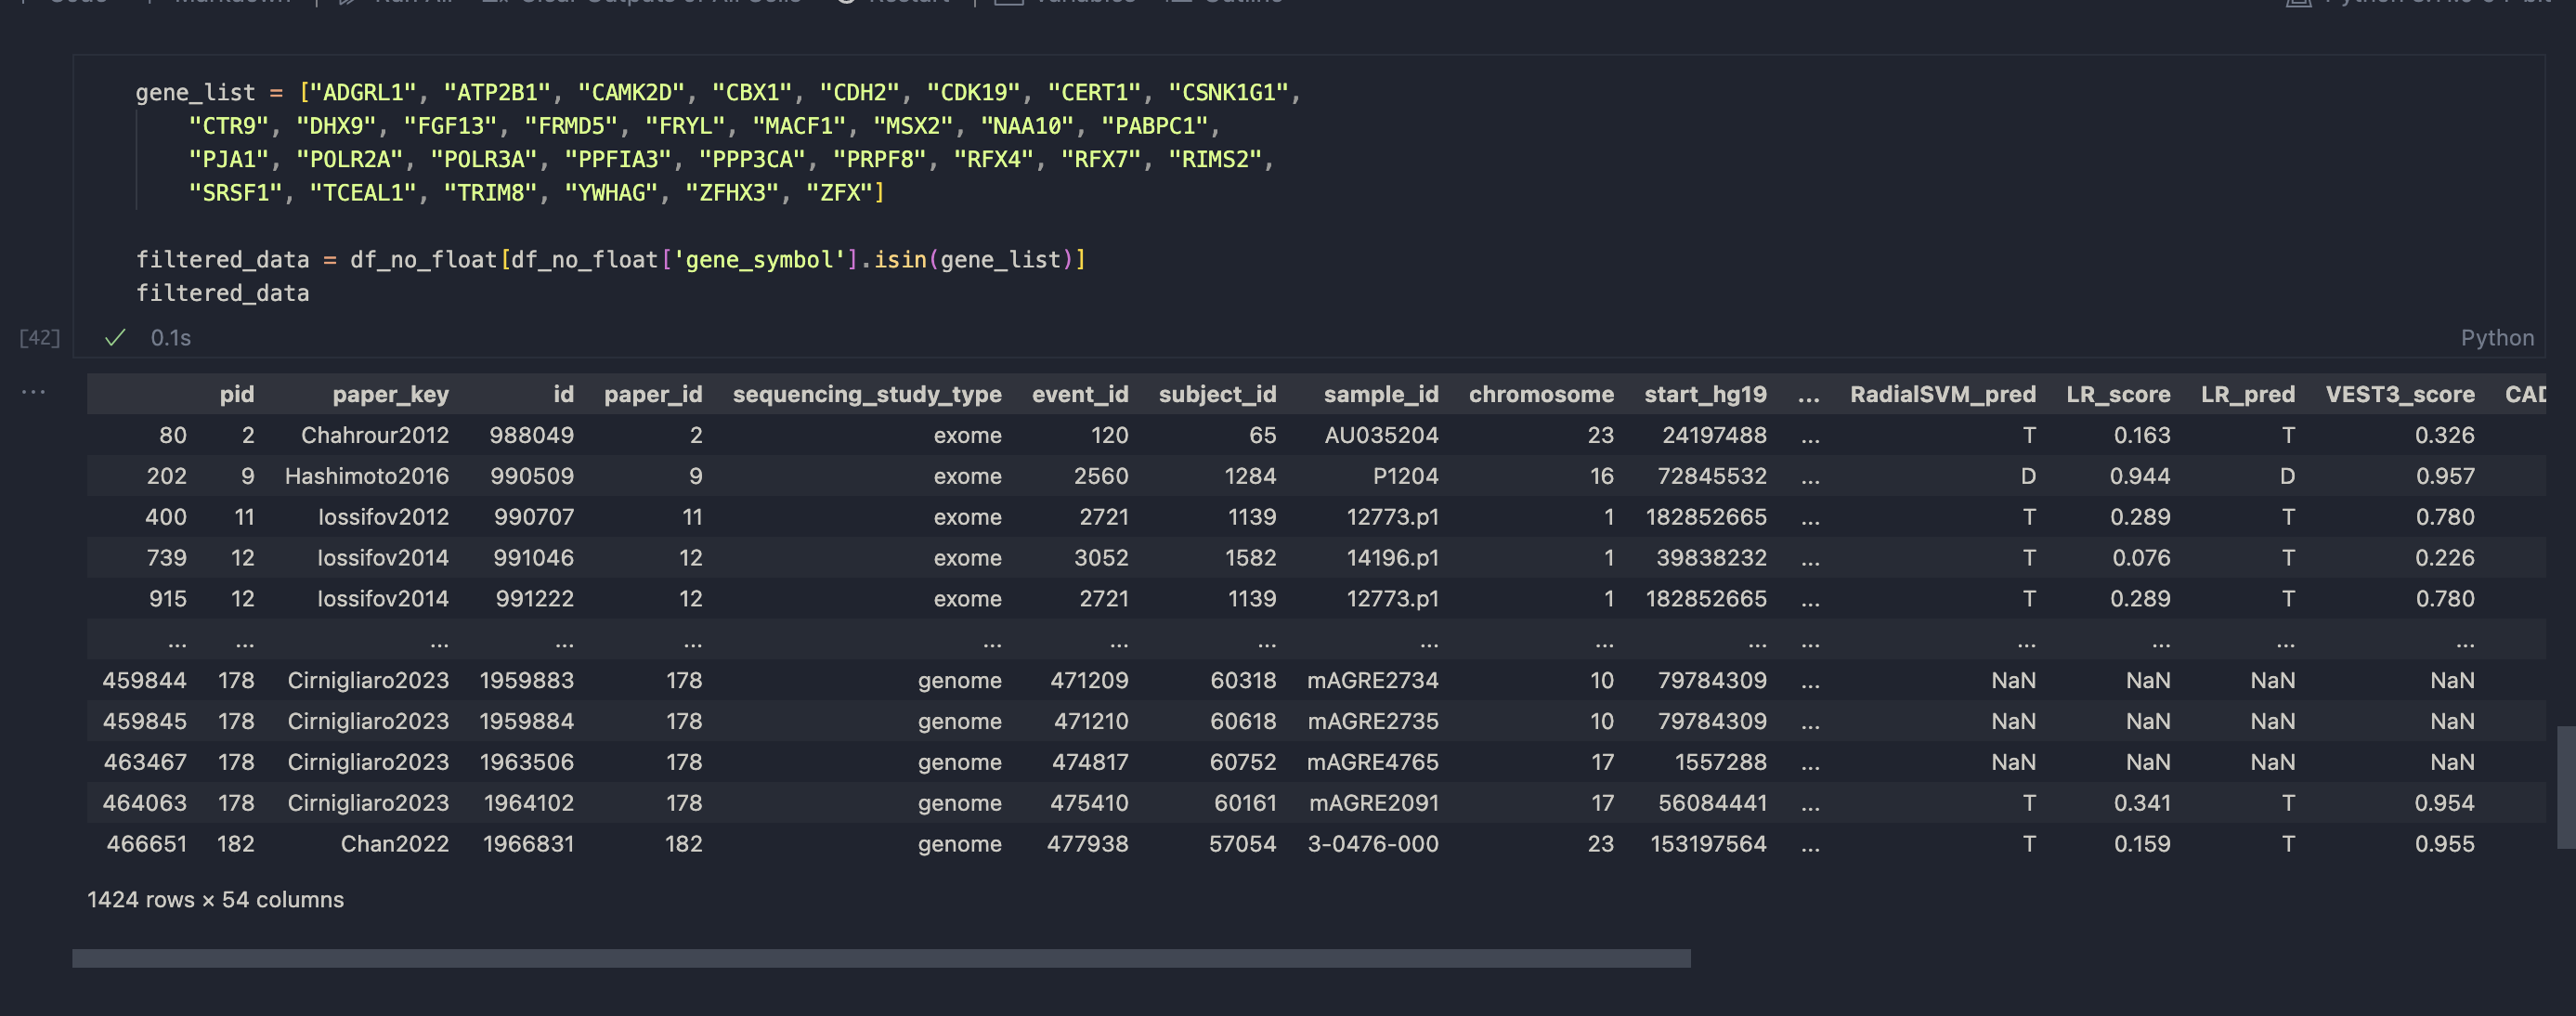 gene_list = ["ADGRL1", "ATP2B1", "CAMK2D", "CBX1", "CDH2", "CDK19", "CERT1", "CSNK1G1",
"CTR9", "DHX9", "FGF13", "FRMD5", "FRYL", "MACF1", "MSX2", "NAA10", "PABPC1",
"PJA1", "POLR2A", "POLR3A", "PPFIA3", "PPP3CA", "PRPF8", "RFX4", "RFX7", "RIMS2",
"SRSF1", "TCEAL1", "TRIM8", "YWHAG", "ZFHX3", "ZFX"]
filtered_data = df_no_float[df_no_float['gene_symbol'].isin(gene_list)]
filtered_data
[42] ✓ 0.1s Python
... pid paper_key id paper_id sequencing_study_type event_id subject_id sample_id chromosome start_hg19 ... RadialSVM_pred LR_score LR_pred VEST3_score CAD
80 2 Chahrour2012 988049 2 exome 120 65 AU035204 23 24197488 ... T 0.163 T 0.326
202 9 Hashimoto2016 990509 9 exome 2560 1284 P1204 16 72845532 ... D 0.944 D 0.957
400 11 Iossifov2012 990707 11 exome 2721 1139 12773.p1 1 182852665 ... T 0.289 T 0.780
739 12 Iossifov2014 991046 12 exome 3052 1582 14196.p1 1 39838232 ... T 0.076 T 0.226
915 12 Iossifov2014 991222 12 exome 2721 1139 12773.p1 1 182852665 ... T 0.289 T 0.780
... ... ... ... ... ... ... ... ... ... ... ... ... ... ... ...
459844 178 Cirnigliaro2023 1959883 178 genome 471209 60318 mAGRE2734 10 79784309 ... NaN NaN NaN NaN
459845 178 Cirnigliaro2023 1959884 178 genome 471210 60618 mAGRE2735 10 79784309 ... NaN NaN NaN NaN
463467 178 Cirnigliaro2023 1963506 178 genome 474817 60752 mAGRE4765 17 1557288 ... NaN NaN NaN NaN
464063 178 Cirnigliaro2023 1964102 178 genome 475410 60161 mAGRE2091 17 56084441 ... T 0.341 T 0.954
466651 182 Chan2022 1966831 182 genome 477938 57054 3-0476-000 23 153197564 ... T 0.159 T 0.955
1424 rows × 54 columns